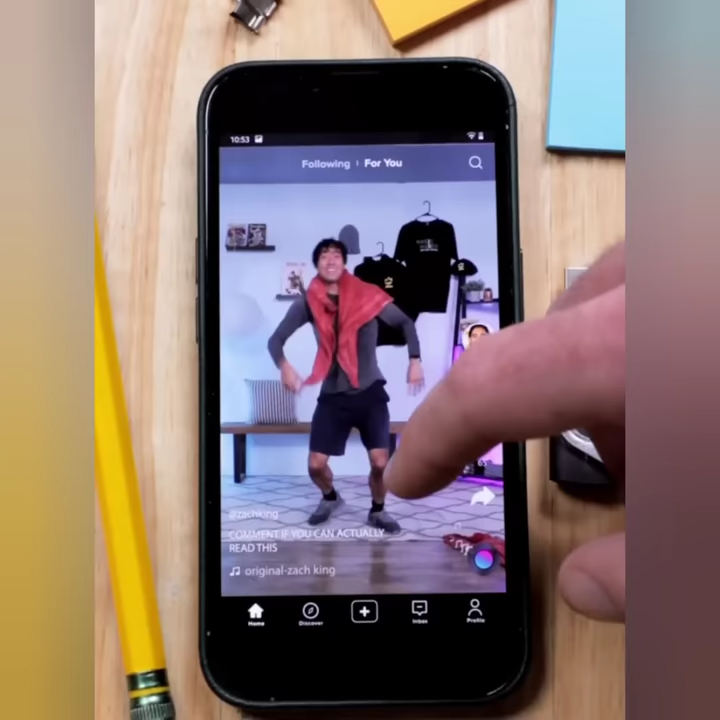 10:53
Following For You
@zachking
COMMENT IF YOU CAN ACTUALLY
READ THIS
original-zach king
Home Discover Inbox Profile